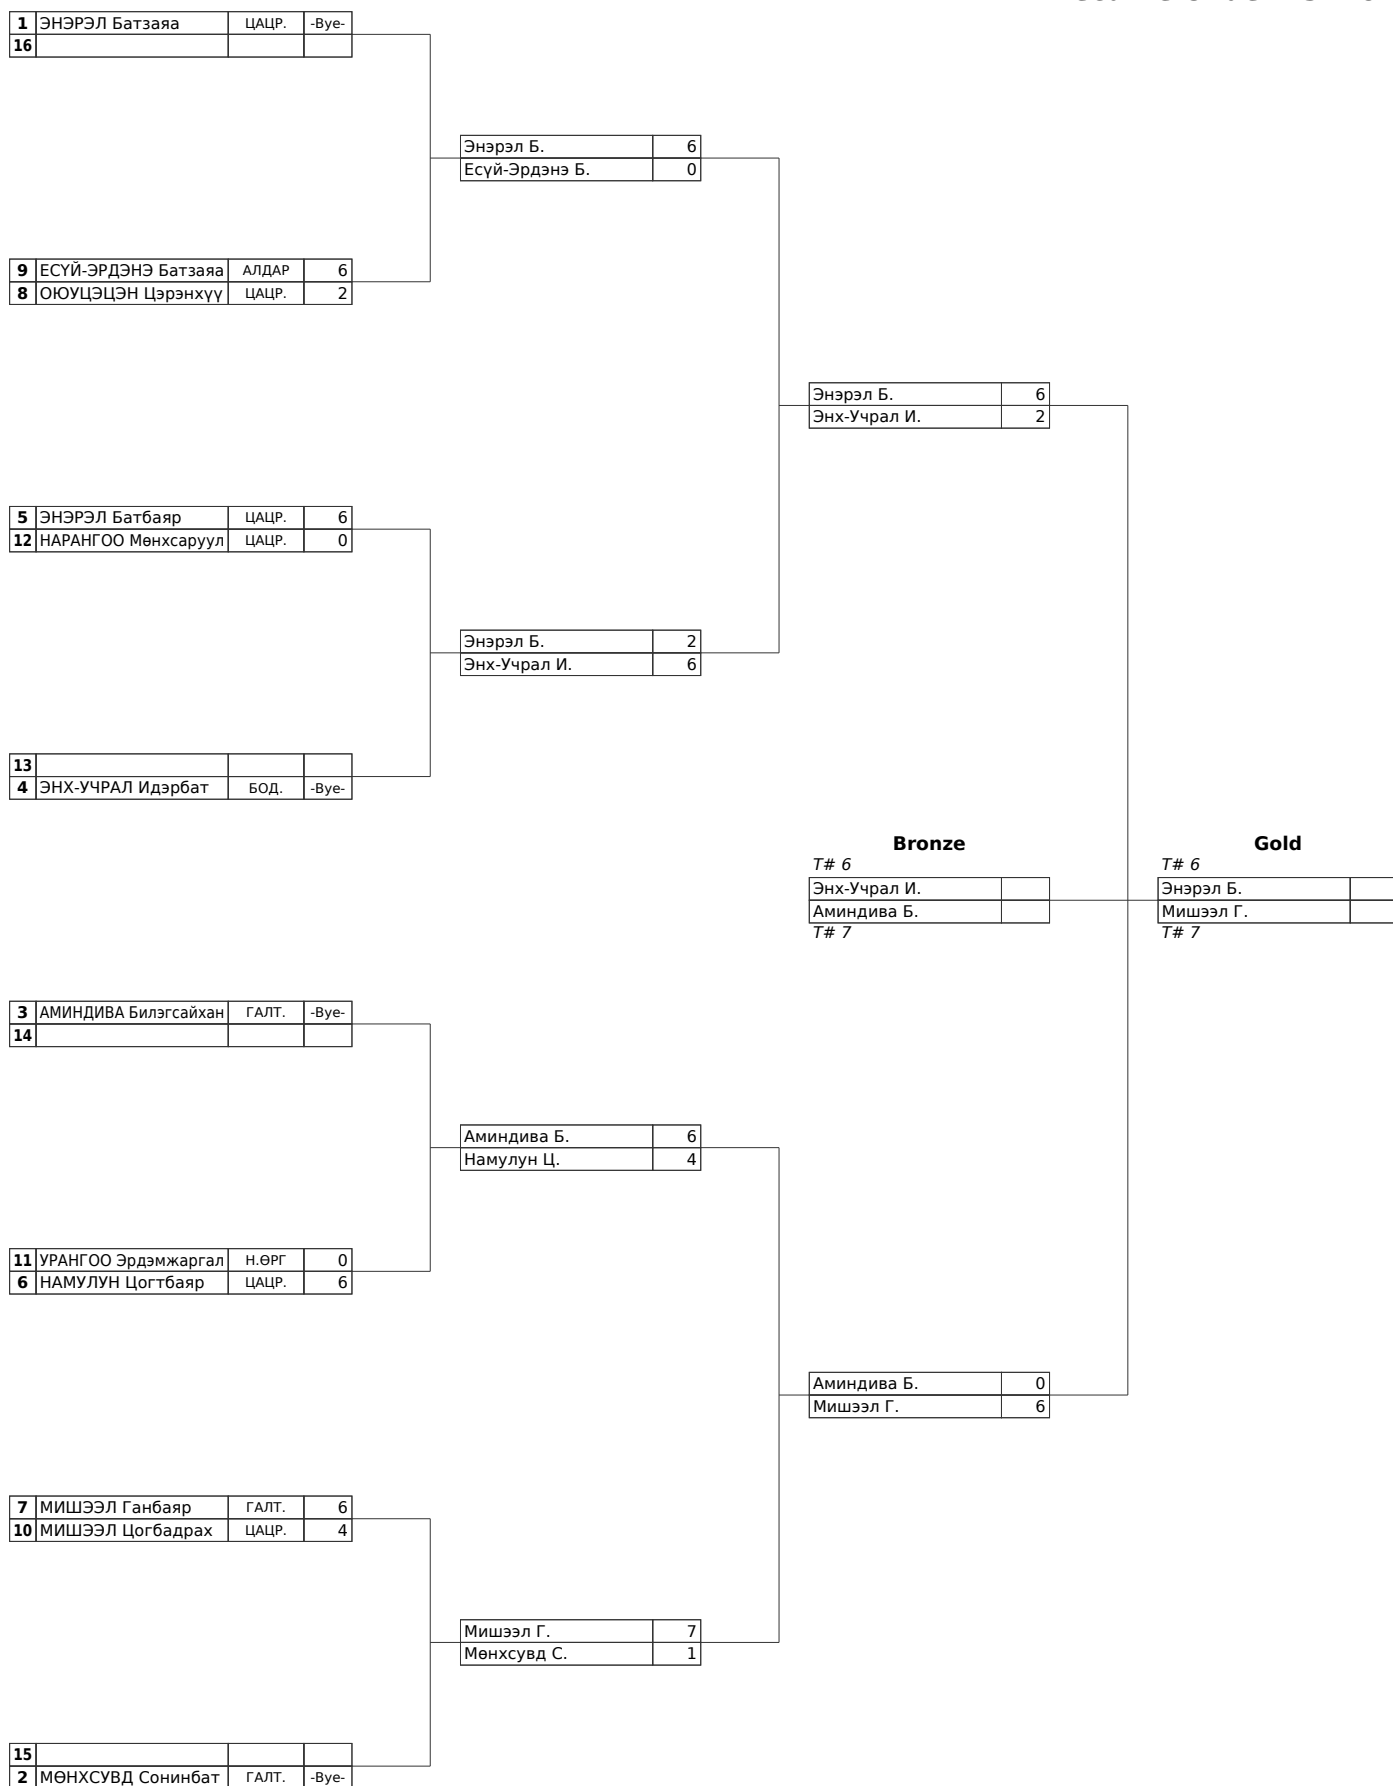 1 ЭНЭРЭЛ Батзаяа ЦАЦР. -Bye-
16
Энэрэл Б. 6
Есүй-Эрдэнэ Б. 0
9 ЕСҮЙ-ЭРДЭНЭ Батзаяа АЛДАР 6
8 ОЮУЦЭЦЭН Цэрэнхүү ЦАЦР. 2
Энэрэл Б. 6
Энх-Учрал И. 2
5 ЭНЭРЭЛ Батбаяр ЦАЦР. 6
12 НАРАНГОО Мөнхсаруул ЦАЦР. 0
Энэрэл Б. 2
Энх-Учрал И. 6
13
4 ЭНХ-УЧРАЛ Идэрбат БОД. -Bye-
Bronze Gold
T# 6 T# 6
Энх-Учрал И. Энэрэл Б.
Аминдива Б. Мишээл Г.
T# 7 T# 7
3 АМИНДИВА Билэгсайхан ГАЛТ. -Bye-
14
Аминдива Б. 6
Намулун Ц. 4
11 УРАНГОО Эрдэмжаргал Н.ӨРГ 0
6 НАМУЛУН Цогтбаяр ЦАЦР. 6
Аминдива Б. 0
Мишээл Г. 6
7 МИШЭЭЛ Ганбаяр ГАЛТ. 6
10 МИШЭЭЛ Цогбадрах ЦАЦР. 4
Мишээл Г. 7
Мөнхсувд С. 1
15
2 МӨНХСУВД Сонинбат ГАЛТ. -Bye-